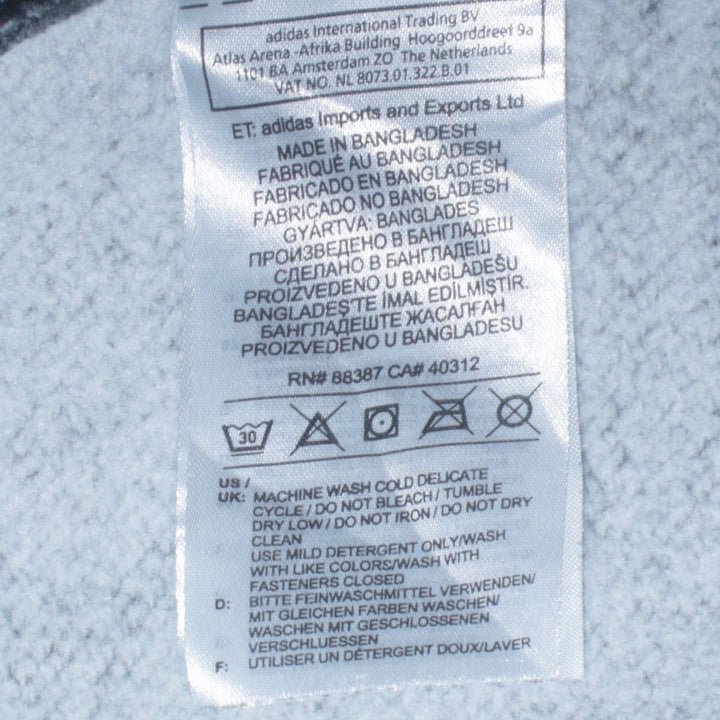 adidas International Trading BV
Atlas Arena -Afrika Building Hoogoorddreef 9a
1101 BA Amsterdam ZO The Netherlands
VAT NO. NL 8073.01.322.B.01
ET: adidas Imports and Exports Ltd
MADE IN BANGLADESH
FABRIQUÉ AU BANGLADESH
FABRICADO EN BANGLADESH
FABRICADO NO BANGLADESH
GYÁRTVA: BANGLADES
ПРОИЗВЕДЕНО В БАНГЛАДЕШ
СДЕЛАНО В БАНГЛАДЕШ
PROIZVEDENO U BANGLADEŠU
BANGLADEŞ'TE İMAL EDİLMİŞTİR.
БАНГЛАДЕШТЕ ЖАСАЛҒАН
PROIZVEDENO U BANGLADESU
RN# 88387 CA# 40312
30
US /
UK: MACHINE WASH COLD DELICATE
CYCLE / DO NOT BLEACH / TUMBLE
DRY LOW / DO NOT IRON / DO NOT DRY
CLEAN
USE MILD DETERGENT ONLY/WASH
WITH LIKE COLORS/WASH WITH
FASTENERS CLOSED
D: BITTE FEINWASCHMITTEL VERWENDEN/
MIT GLEICHEN FARBEN WASCHEN/
WASCHEN MIT GESCHLOSSENEN
VERSCHLUESSEN
F: UTILISER UN DÉTERGENT DOUX/LAVER